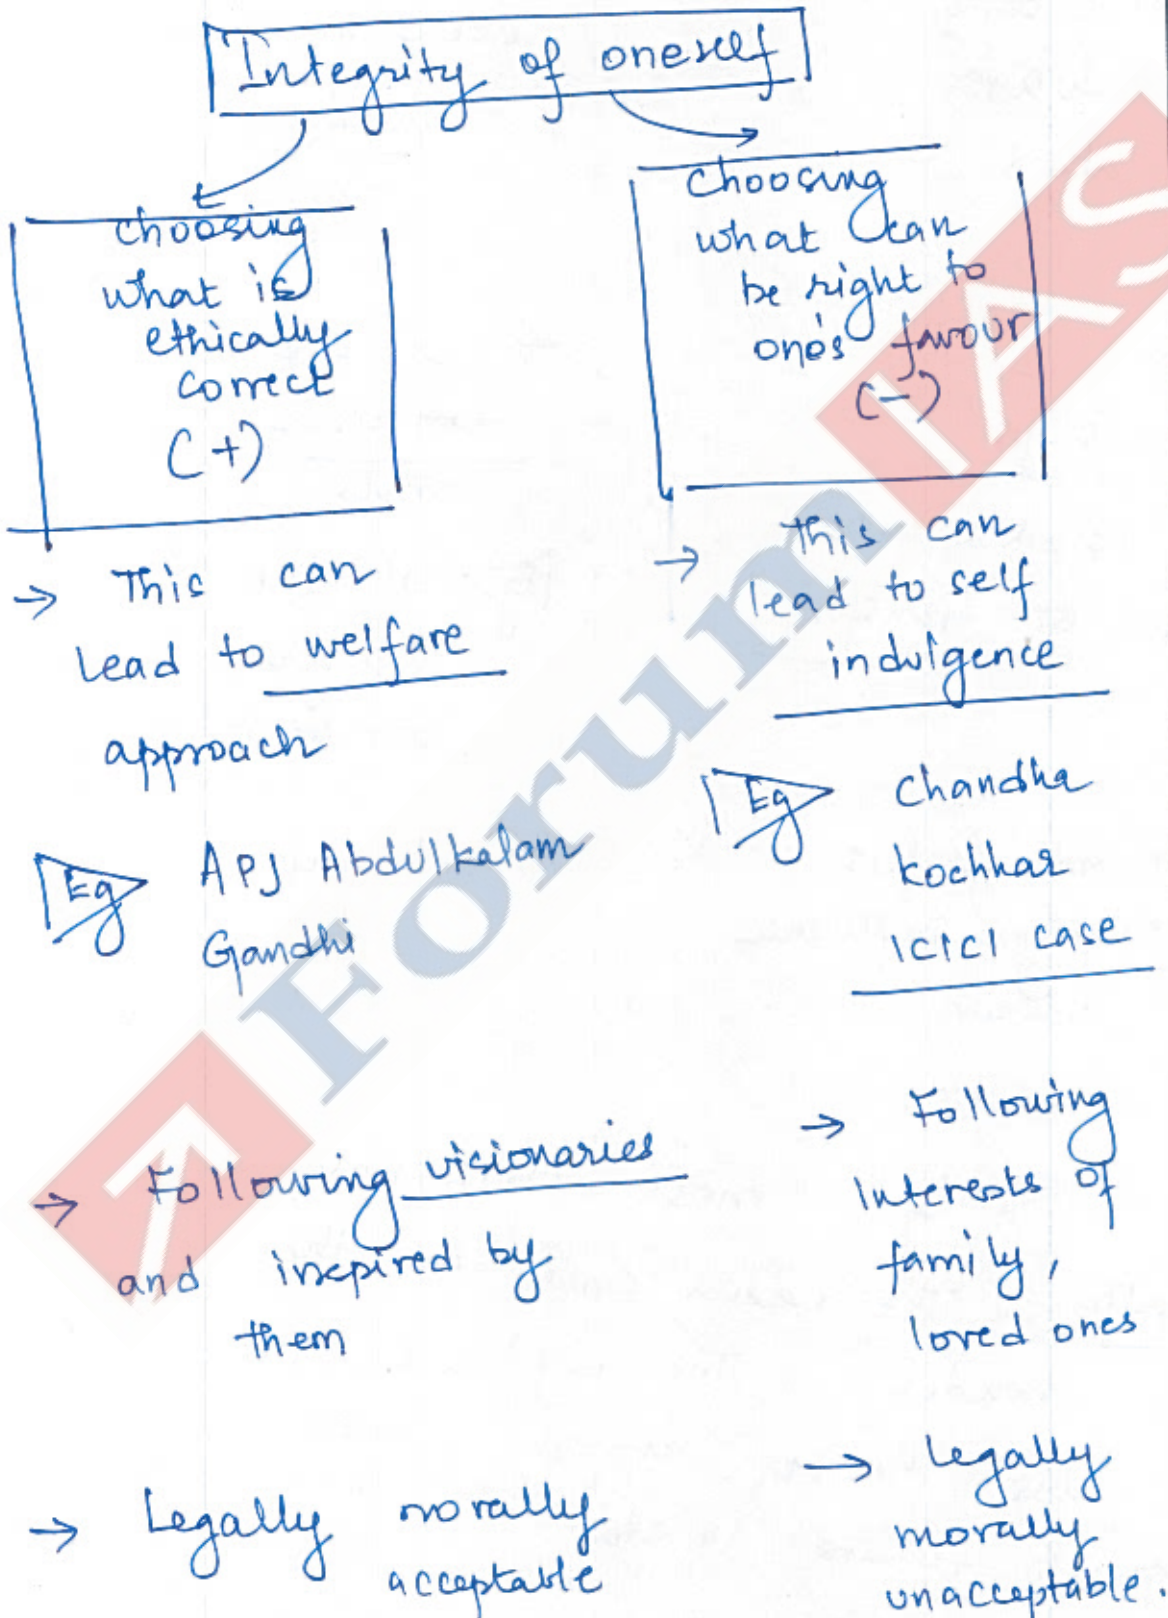 Integrity of oneself
choosing
what is
ethically
correct
(+)
→ This can
lead to welfare
approach
Eg APJ Abdulkalam
Gandhi
→ Following visionaries
and inspired by
them
→ Legally morally
acceptable
choosing
what can
be right to
one's favour
(-)
→ This can
lead to self
indulgence
Eg Chandha
kochhar
ICICI case
→ Following
interests of
family,
loved ones
→ Legally
morally
unacceptable.
Forum IAS